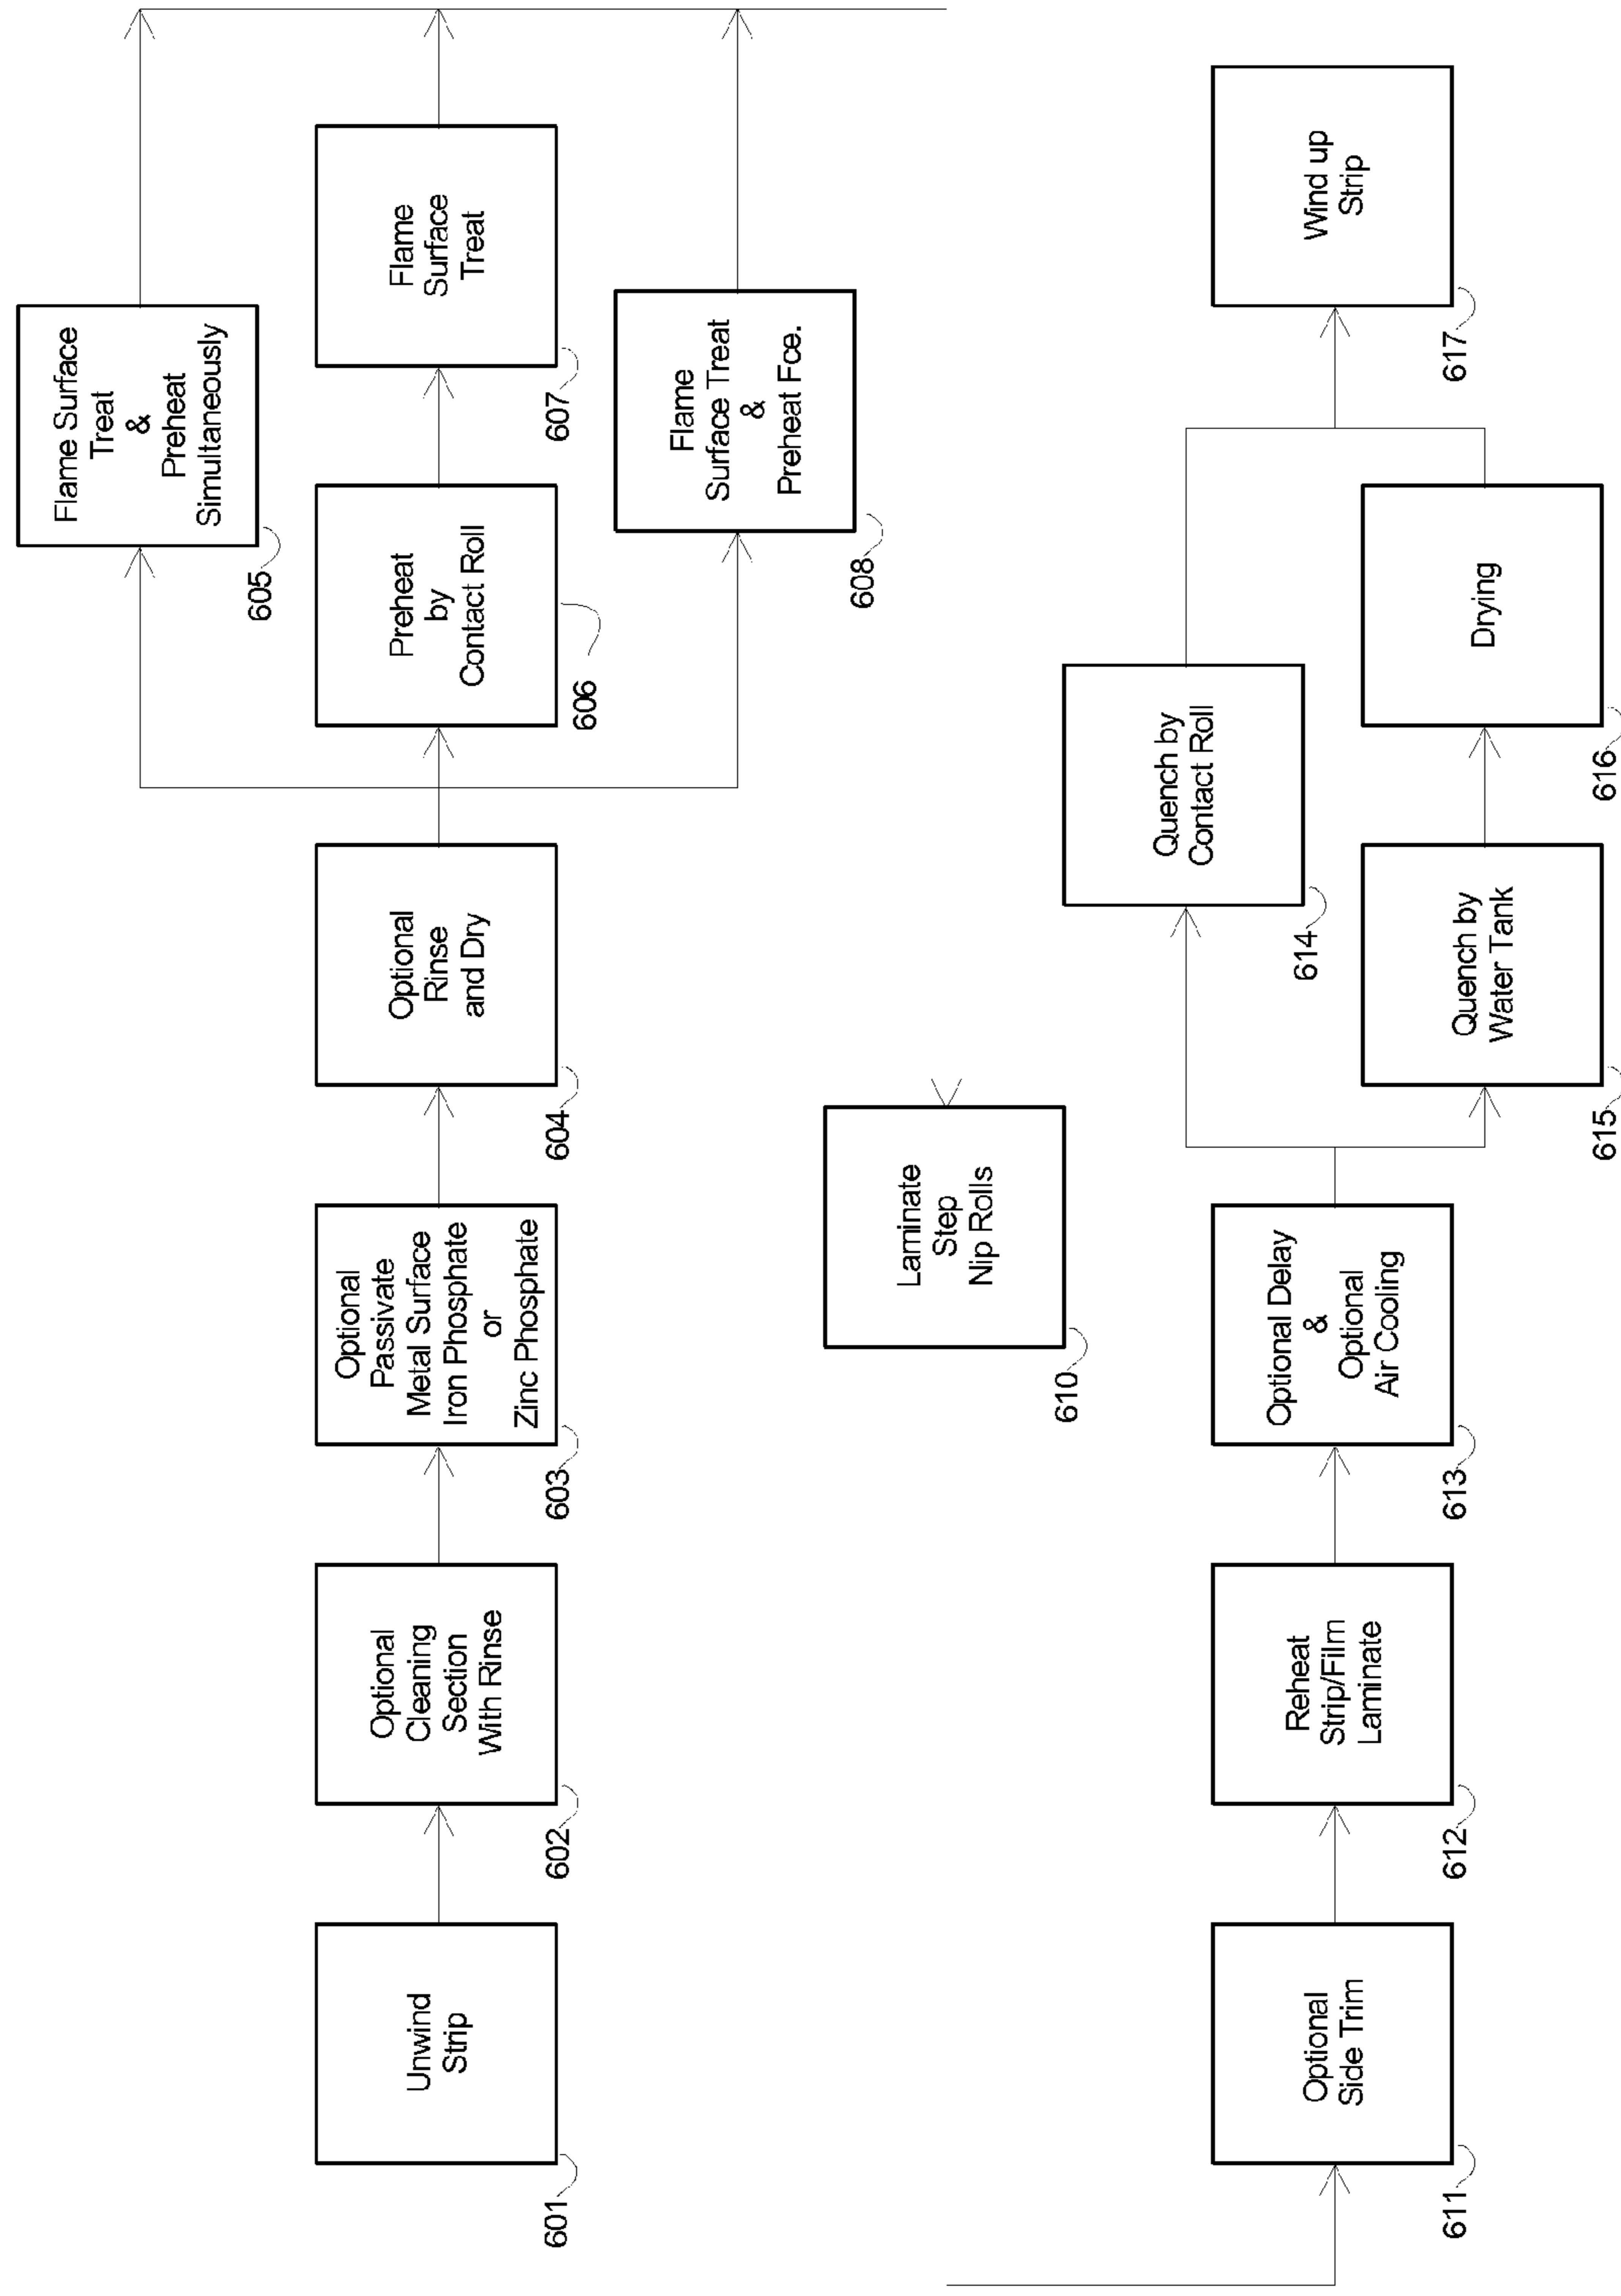 Unwind
Strip
601
Optional
Cleaning
Section
With Rinse
602
Optional
Passivate
Metal Surface
Iron Phosphate
or
Zinc Phosphate
603
Optional
Rinse
and Dry
604
Flame Surface
Treat
&
Preheat
Simultaneously
605
Preheat
by
Contact Roll
606
Flame
Surface
Treat
607
Flame
Surface Treat
&
Preheat Fce.
608
Laminate
Step
Nip Rolls
610
Optional
Side Trim
611
Reheat
Strip/Film
Laminate
612
Optional Delay
&
Optional
Air Cooling
613
Quench by
Contact Roll
614
Quench by
Water Tank
615
Drying
616
Wind up
Strip
617